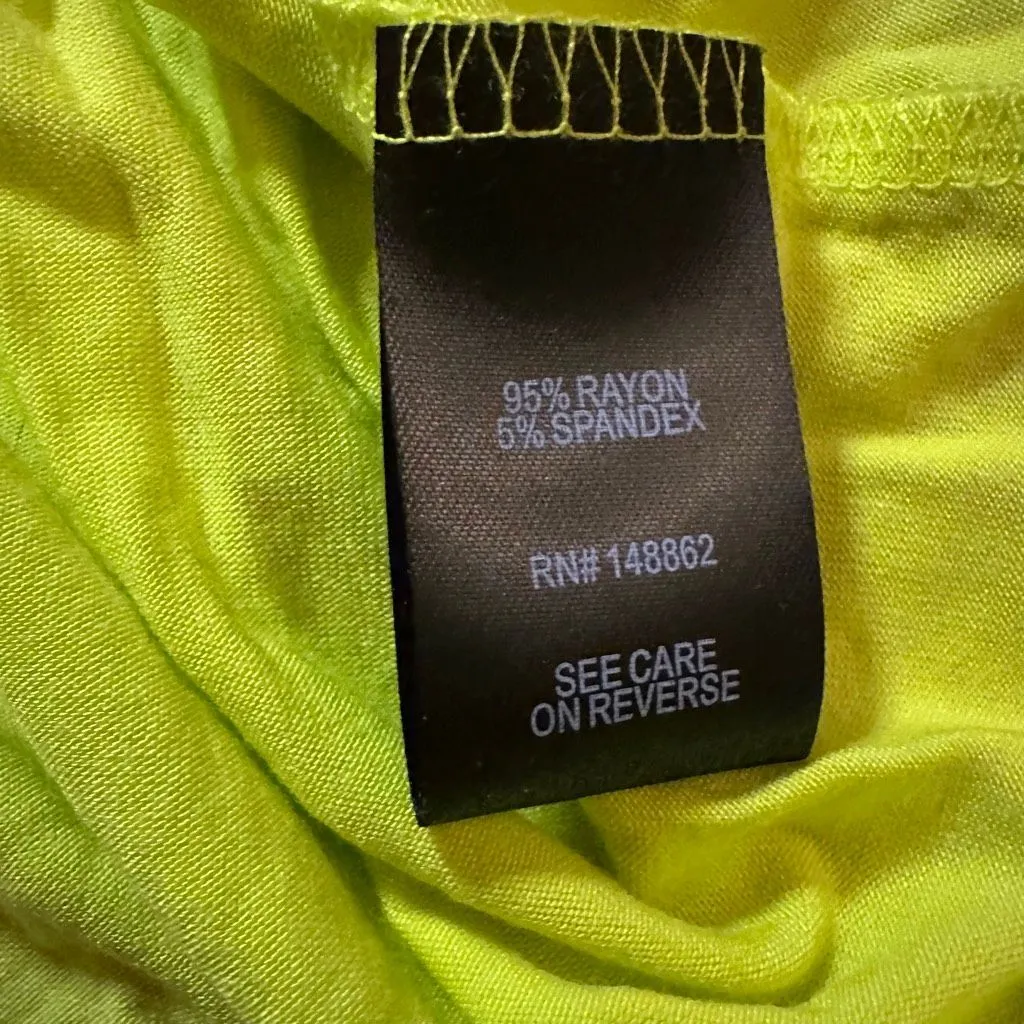 95% RAYON
5% SPANDEX
RN# 148862
SEE CARE
ON REVERSE